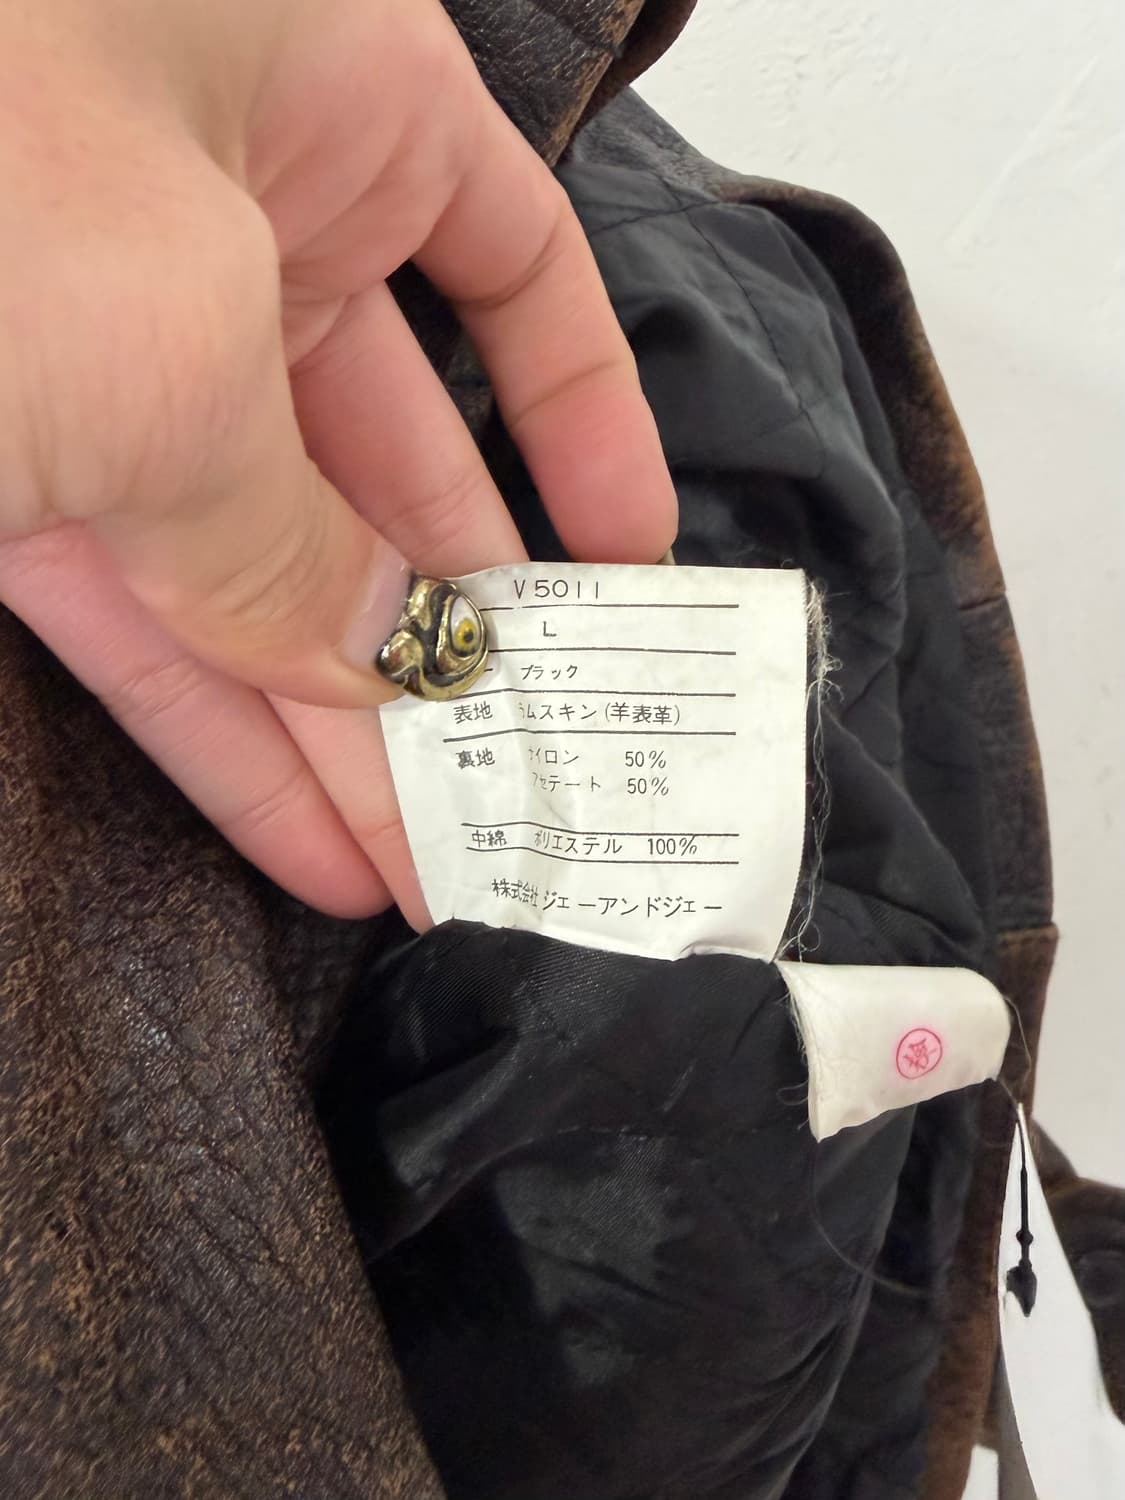 V5011
L
ブラック
表地 ラムスキン(羊表革)
裏地 ナイロン 50%
アセテート 50%
中綿 ポリエステル 100%
株式会社ジェーアンドジェー